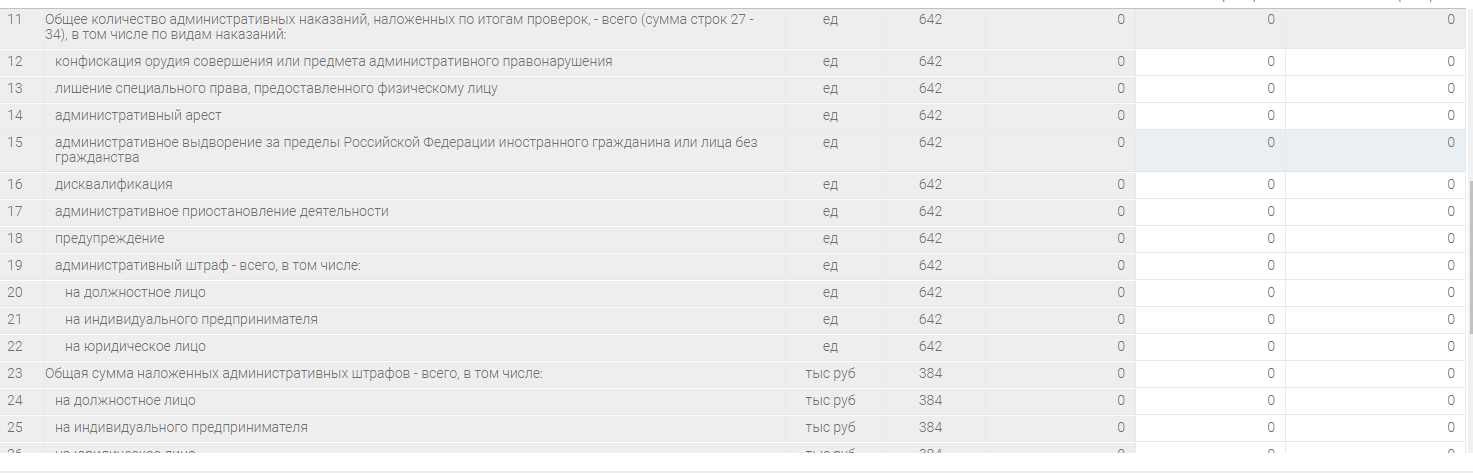 11 Общее количество административных наказаний, наложенных по итогам проверок, - всего (сумма строк 27 - ед 642 0 0 0
34), в том числе по видам наказаний:
12 конфискация орудия совершения или предмета административного правонарушения ед 642 0 0 0
13 лишение специального права, предоставленного физическому лицу ед 642 0 0 0
14 административный арест ед 642 0 0 0
15 административное выдворение за пределы Российской Федерации иностранного гражданина или лица без ед 642 0 0 0
гражданства
16 дисквалификация ед 642 0 0 0
17 административное приостановление деятельности ед 642 0 0 0
18 предупреждение ед 642 0 0 0
19 административный штраф - всего, в том числе: ед 642 0 0 0
20 на должностное лицо ед 642 0 0 0
21 на индивидуального предпринимателя ед 642 0 0 0
22 на юридическое лицо ед 642 0 0 0
23 Общая сумма наложенных административных штрафов - всего, в том числе: тыс руб 384 0 0 0
24 на должностное лицо тыс руб 384 0 0 0
25 на индивидуального предпринимателя тыс руб 384 0 0 0